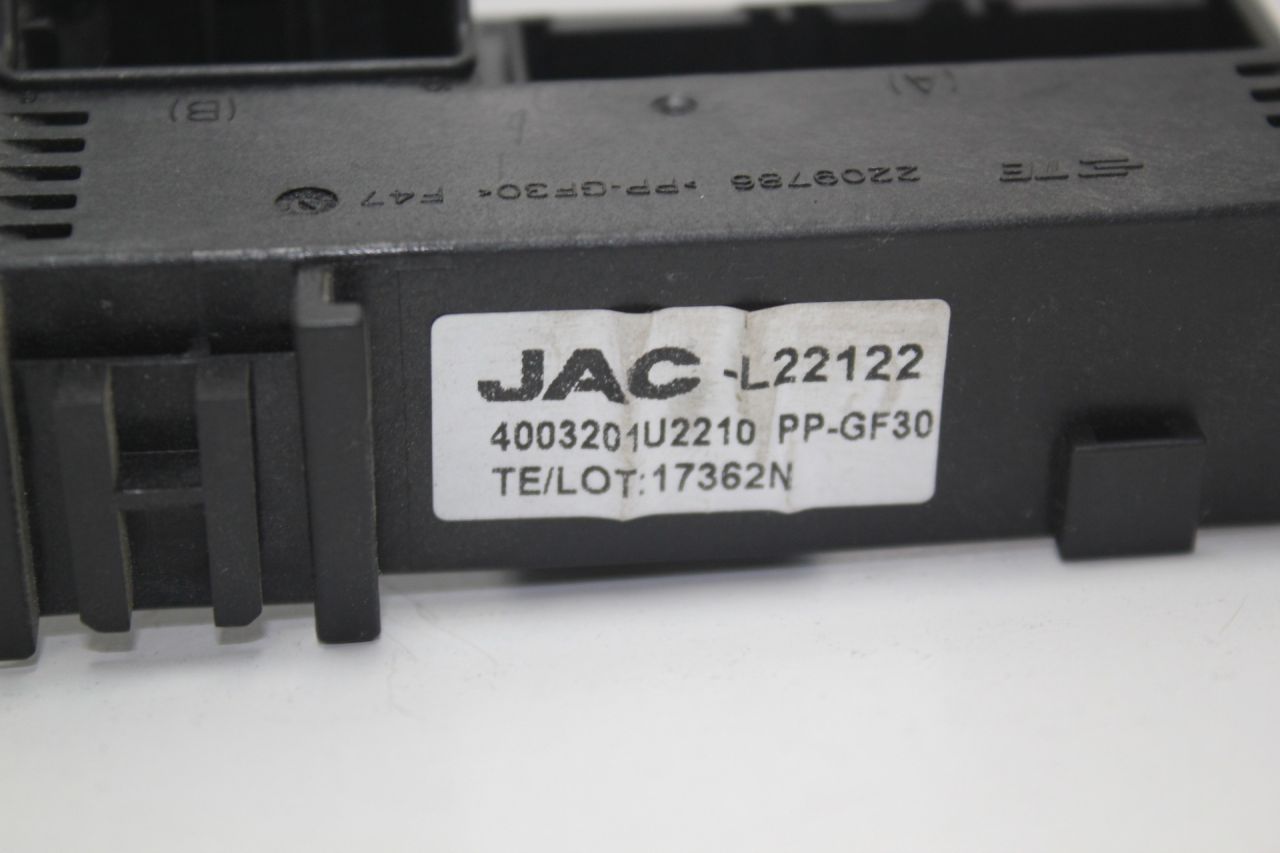 (B)
(A)
TE 2209786 >PP-GF30< F47
JAC -L22122
4003201U2210 PP-GF30
TE/LOT:17362N